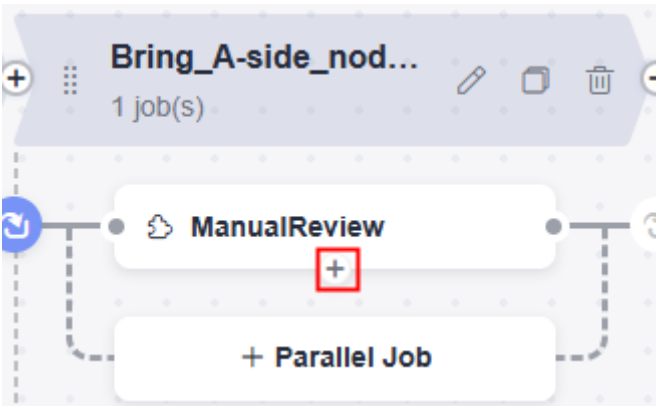 Bring_A-side_nod...
1 job(s)
ManualReview
+ Parallel Job